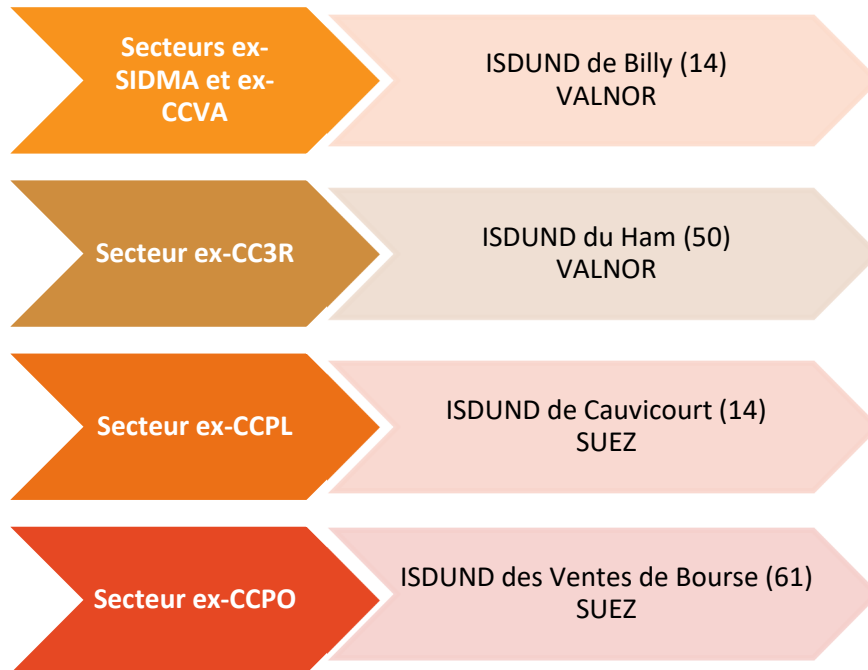 Secteurs ex-
SIDMA et ex-
CCVA
ISDUND de Billy (14)
VALNOR
Secteur ex-CC3R
ISDUND du Ham (50)
VALNOR
Secteur ex-CCPL
ISDUND de Cauvicourt (14)
SUEZ
Secteur ex-CCPO
ISDUND des Ventes de Bourse (61)
SUEZ